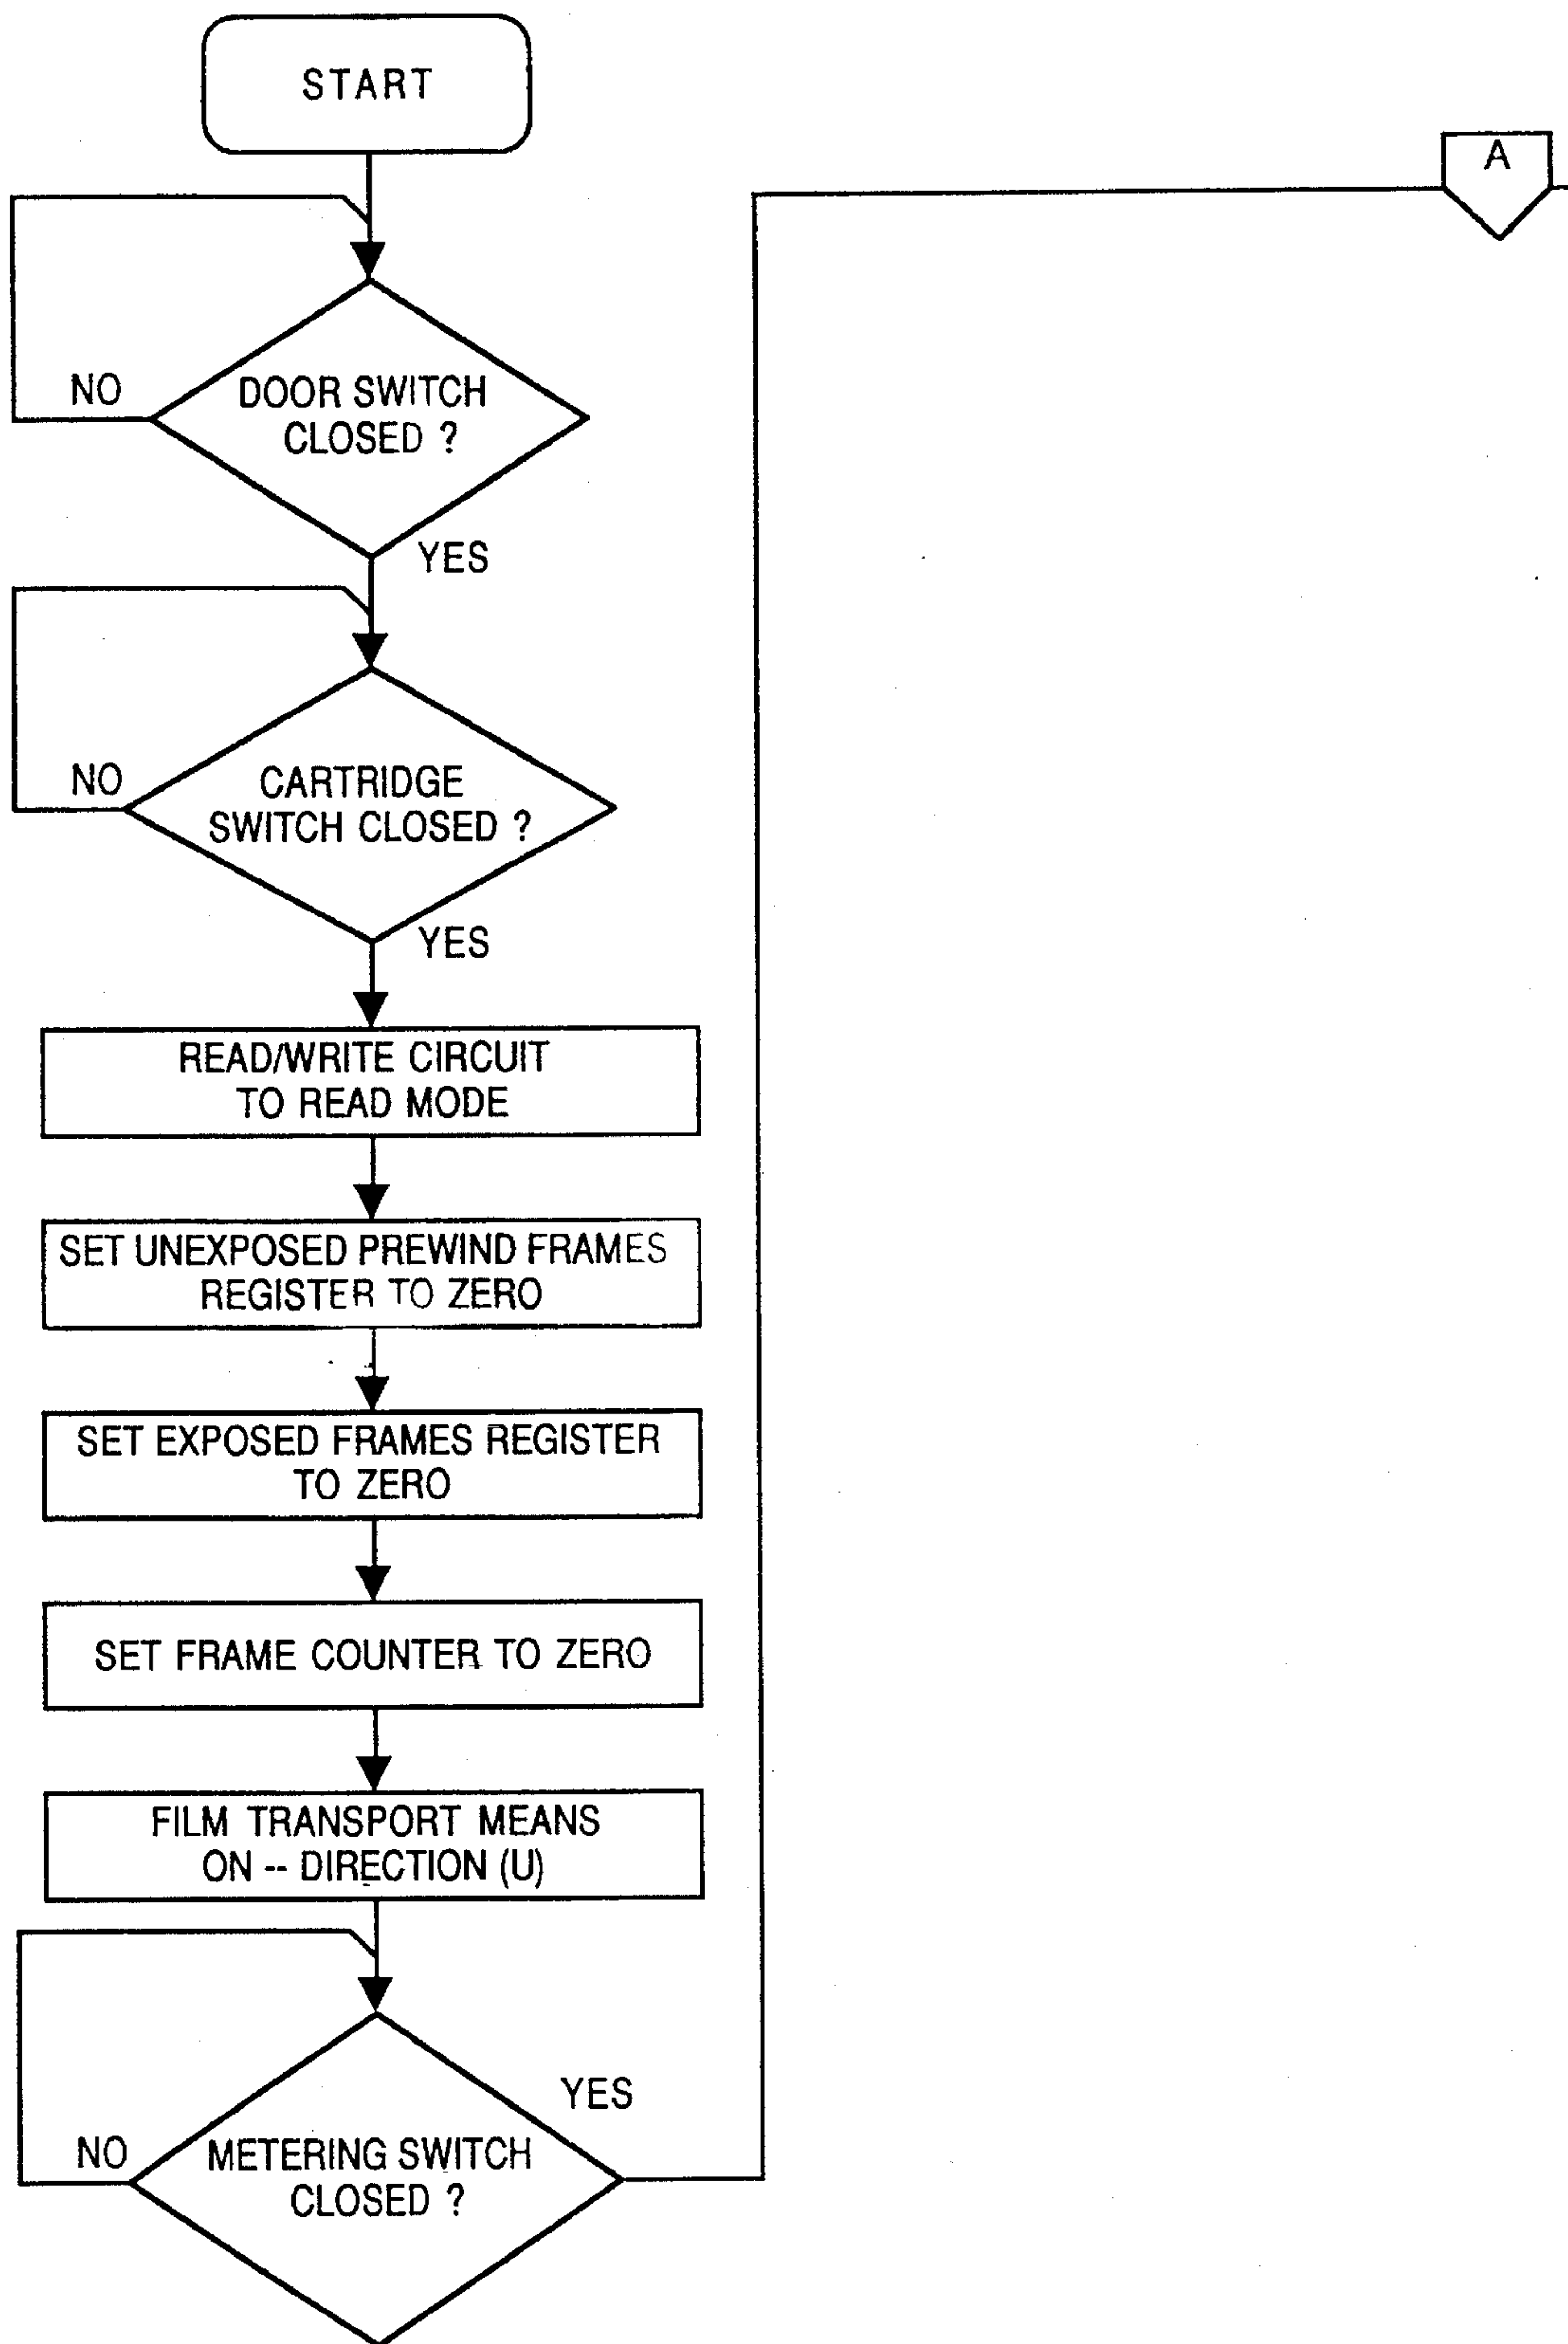 START
A
NO
DOOR SWITCH
CLOSED ?
YES
NO
CARTRIDGE
SWITCH CLOSED ?
YES
READ/WRITE CIRCUIT
TO READ MODE
SET UNEXPOSED PREWIND FRAMES
REGISTER TO ZERO
SET EXPOSED FRAMES REGISTER
TO ZERO
SET FRAME COUNTER TO ZERO
FILM TRANSPORT MEANS
ON -- DIRECTION (U)
YES
NO
METERING SWITCH
CLOSED ?